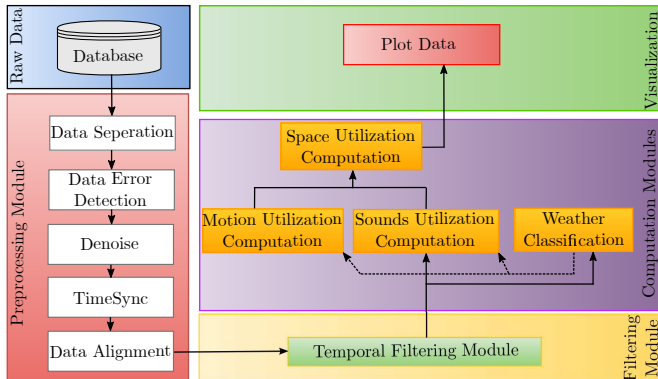 Raw Data
Database
Preprocessing Module
Data Seperation
Data Error
Detection
Denoise
TimeSync
Data Alignment
Visualization
Plot Data
Computation Modules
Space Utilization
Computation
Motion Utilization
Computation
Sounds Utilization
Computation
Weather
Classification
Filtering
Module
Temporal Filtering Module